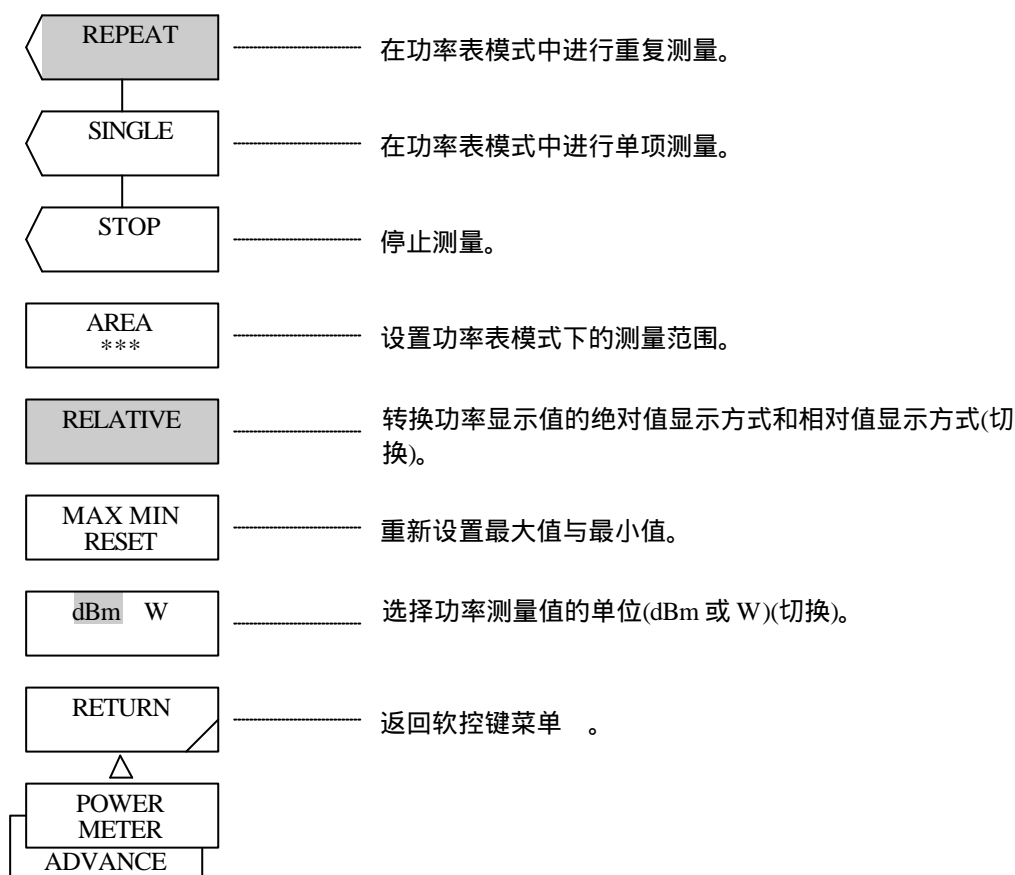 REPEAT
在功率表模式中进行重复测量。
SINGLE
在功率表模式中进行单项测量。
STOP
停止测量。
AREA
***
设置功率表模式下的测量范围。
RELATIVE
转换功率显示值的绝对值显示方式和相对值显示方式(切
换)。
MAX MIN
RESET
重新设置最大值与最小值。
dBm W
选择功率测量值的单位(dBm 或 W)(切换)。
RETURN
返回软控键菜单 。
POWER
METER
ADVANCE